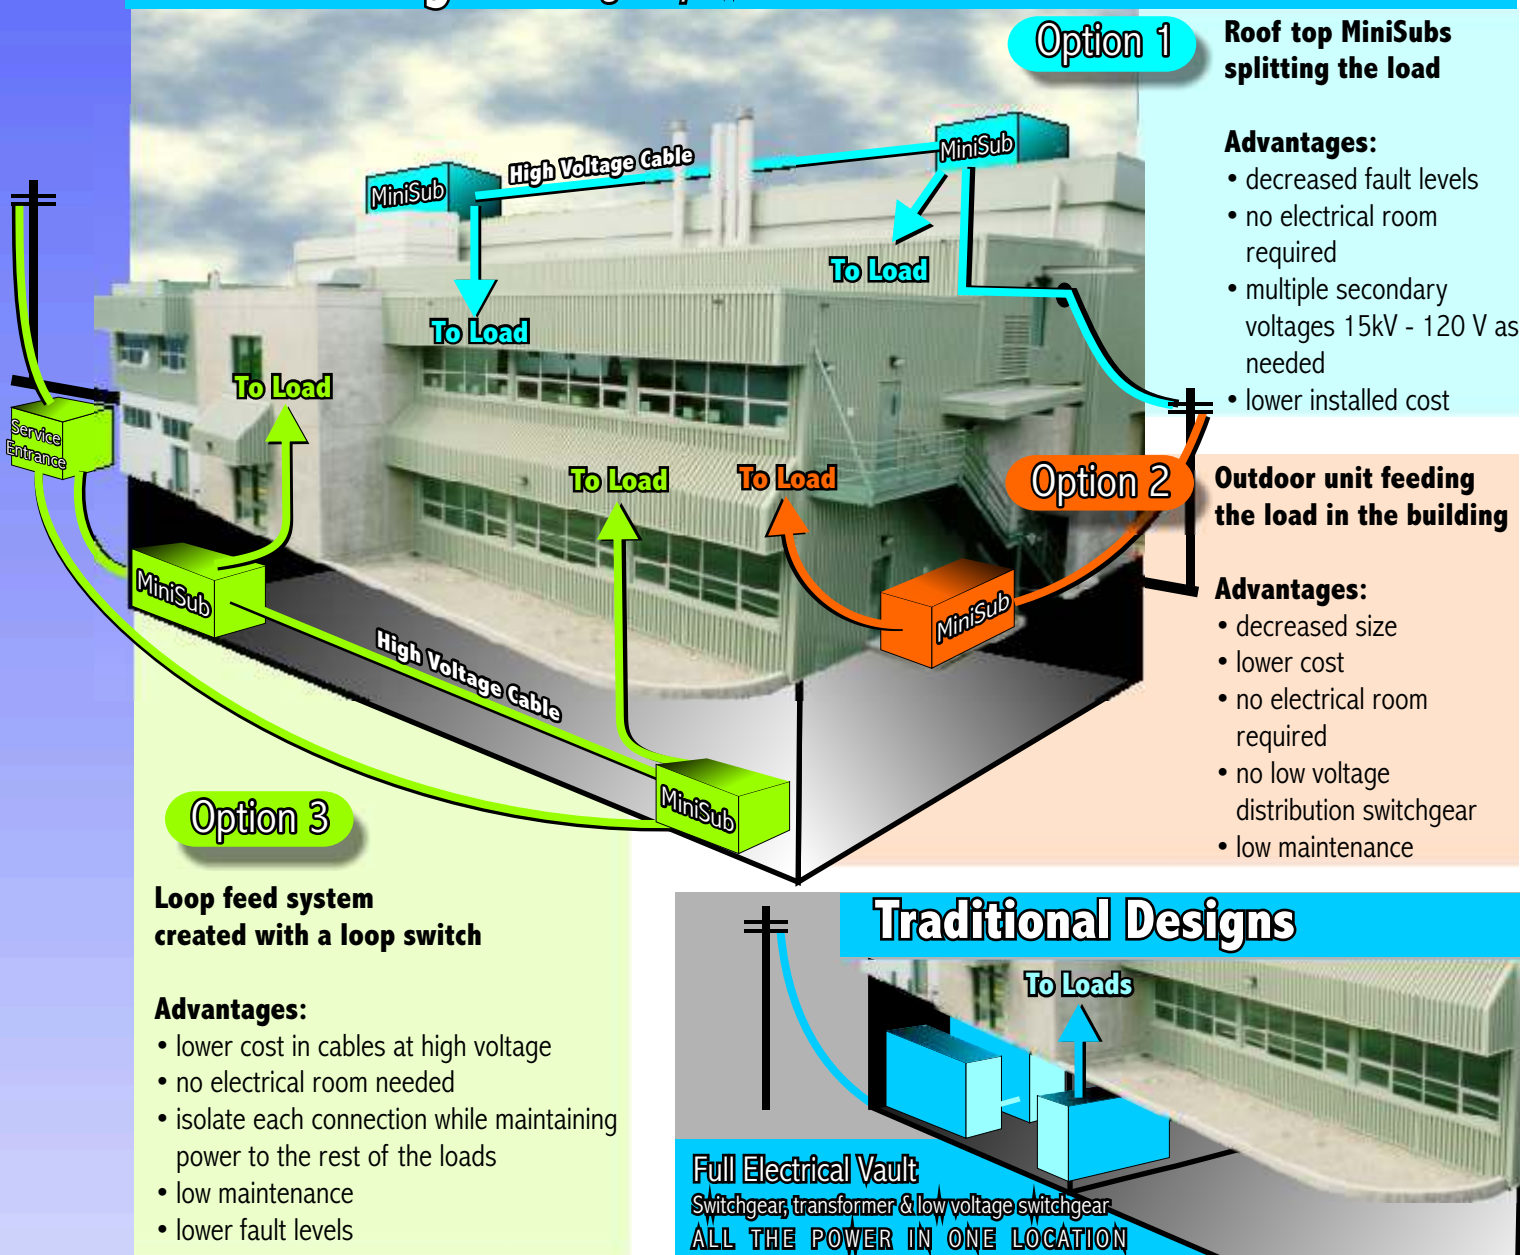 Option 1
Roof top MiniSubs
splitting the load
Advantages:
• decreased fault levels
• no electrical room
required
• multiple secondary
voltages 15kV - 120 V as
needed
• lower installed cost
MiniSub
High Voltage Cable
MiniSub
To Load
To Load
To Load
Service
Entrance
To Load
To Load
Option 2
Outdoor unit feeding
the load in the building
Advantages:
• decreased size
• lower cost
• no electrical room
required
• no low voltage
distribution switchgear
• low maintenance
MiniSub
MiniSub
High Voltage Cable
MiniSub
Option 3
Loop feed system
created with a loop switch
Advantages:
• lower cost in cables at high voltage
• no electrical room needed
• isolate each connection while maintaining
power to the rest of the loads
• low maintenance
• lower fault levels
Traditional Designs
To Loads
Full Electrical Vault
Switchgear, transformer & low voltage switchgear
ALL THE POWER IN ONE LOCATION